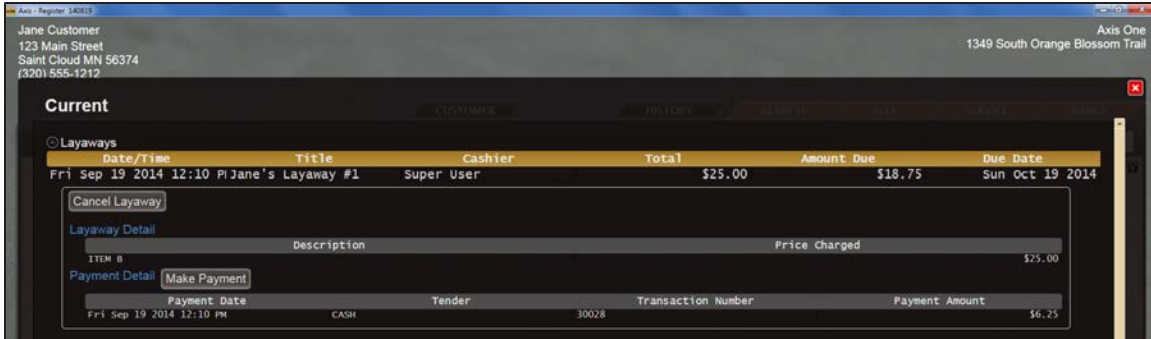 Axis - Register 140819
Jane Customer
123 Main Street
Saint Cloud MN 56374
(320) 555-1212
Axis One
1349 South Orange Blossom Trail
Current
CUSTOMER HISTORY SEARCH SELL SERVICE RANGE
Layaways
Date/Time Title Cashier Total Amount Due Due Date
Fri Sep 19 2014 12:10 P Jane's Layaway #1 Super User $25.00 $18.75 Sun Oct 19 2014
Cancel Layaway
Layaway Detail
Description Price Charged
ITEM B $25.00
Payment Detail Make Payment
Payment Date Tender Transaction Number Payment Amount
Fri Sep 19 2014 12:10 PM CASH 30028 $6.25